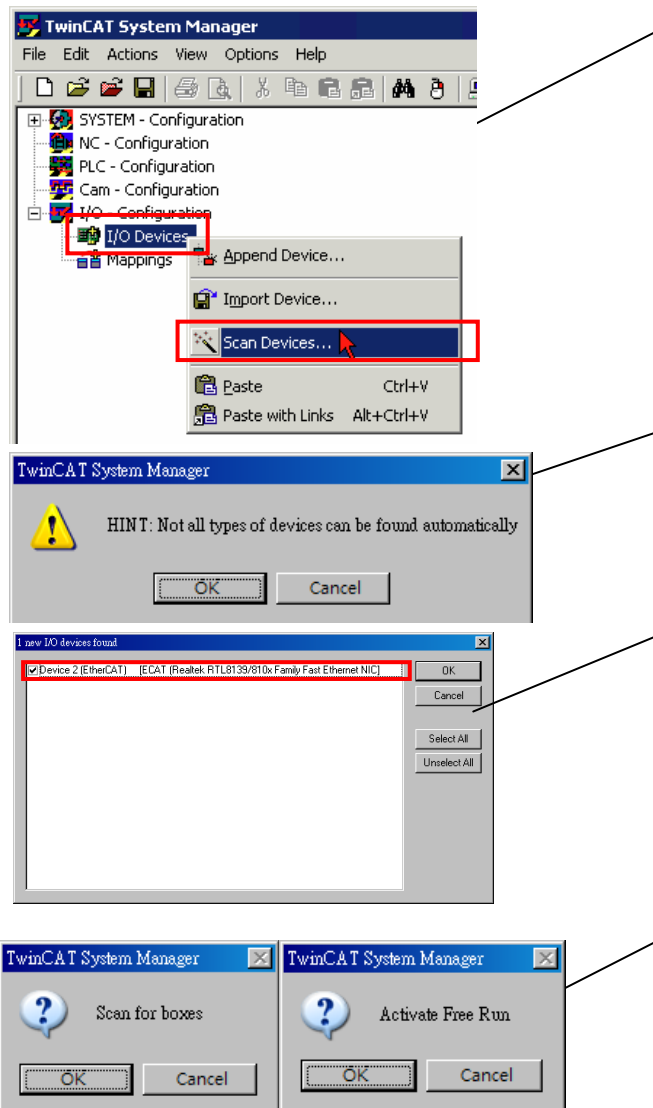 TwinCAT System Manager
File Edit Actions View Options Help
SYSTEM - Configuration
NC - Configuration
PLC - Configuration
Cam - Configuration
I/O - Configuration
I/O Devices
Mappings
Append Device...
Import Device...
Scan Devices...
Paste Ctrl+V
Paste with Links Alt+Ctrl+V
TwinCAT System Manager
HINT: Not all types of devices can be found automatically
OK Cancel
1 new I/O devices found
Device 2 (EtherCAT) [ECAT (Realtek RTL8139/810x Family Fast Ethernet NIC]
OK
Cancel
Select All
Unselect All
TwinCAT System Manager
Scan for boxes
OK Cancel
TwinCAT System Manager
Activate Free Run
OK Cancel